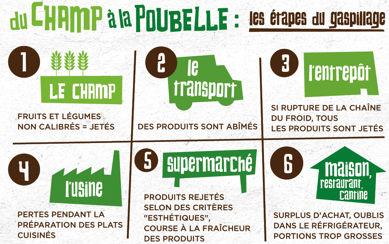 du CHAMP à la POUBELLE : les étapes du gaspillage
1
LE CHAMP
FRUITS ET LÉGUMES
NON CALIBRÉS = JETÉS
2
le
transport
DES PRODUITS SONT ABÎMÉS
3
l'entrepôt
SI RUPTURE DE LA CHAÎNE
DU FROID, TOUS
LES PRODUITS SONT JETÉS
4
l'usine
PERTES PENDANT LA
PRÉPARATION DES PLATS
CUISINÉS
5
supermarché
PRODUITS REJETÉS
SELON DES CRITÈRES
"ESTHÉTIQUES",
COURSE À LA FRAÎCHEUR
DES PRODUITS
6
maison,
restaurant,
cantine
SURPLUS D'ACHAT, OUBLIS
DANS LE RÉFRIGÉRATEUR,
PORTIONS TROP GRANDES